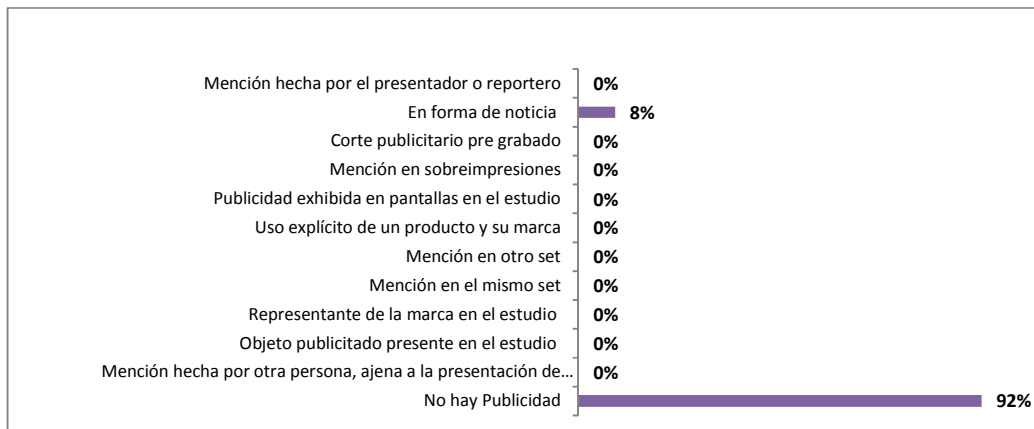 Mención hecha por el presentador o reportero 0%
En forma de noticia 8%
Corte publicitario pre grabado 0%
Mención en sobreimpresiones 0%
Publicidad exhibida en pantallas en el estudio 0%
Uso explícito de un producto y su marca 0%
Mención en otro set 0%
Mención en el mismo set 0%
Representante de la marca en el estudio 0%
Objeto publicitado presente en el estudio 0%
Mención hecha por otra persona, ajena a la presentación de… 0%
No hay Publicidad 92%